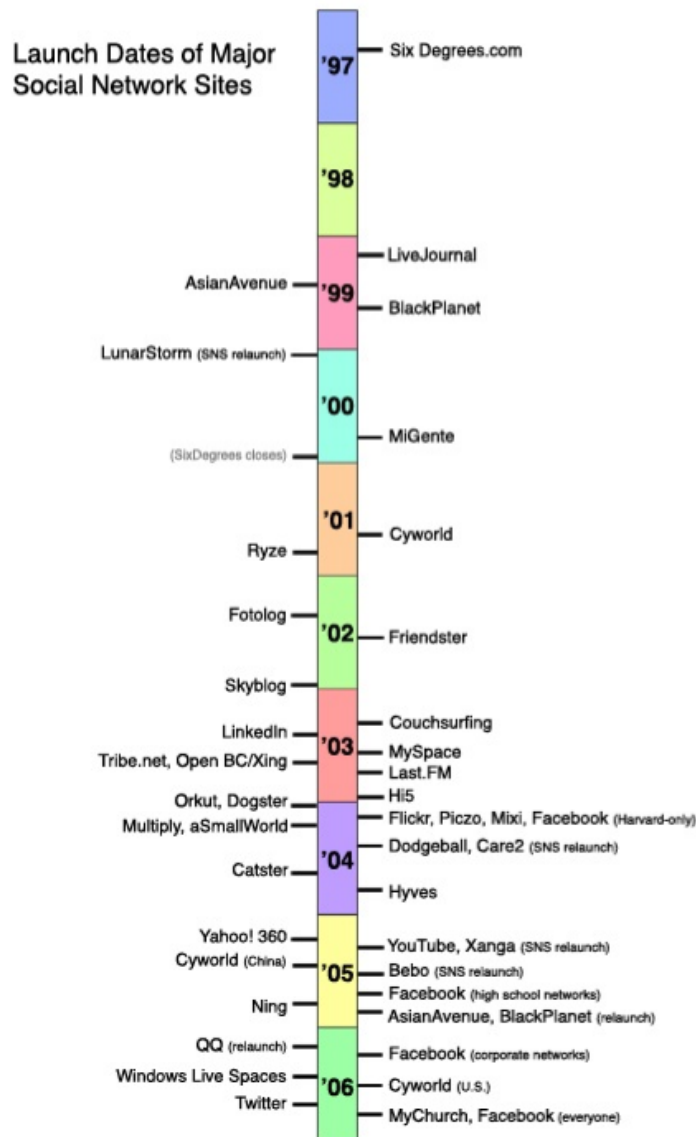 Launch Dates of Major
Social Network Sites
'97
Six Degrees.com
'98
LiveJournal
AsianAvenue
'99
BlackPlanet
LunarStorm (SNS relaunch)
'00
MiGente
(SixDegrees closes)
'01
Cyworld
Ryze
Fotolog
'02
Friendster
Skyblog
Couchsurfing
LinkedIn
'03
MySpace
Tribe.net, Open BC/Xing
Last.FM
Hi5
Orkut, Dogster
Flickr, Piczo, Mixi, Facebook (Harvard-only)
Multiply, aSmallWorld
Dodgeball, Care2 (SNS relaunch)
'04
Catster
Hyves
Yahoo! 360
YouTube, Xanga (SNS relaunch)
Cyworld (China)
'05
Bebo (SNS relaunch)
Facebook (high school networks)
Ning
AsianAvenue, BlackPlanet (relaunch)
QQ (relaunch)
Facebook (corporate networks)
Windows Live Spaces
'06
Cyworld (U.S.)
Twitter
MyChurch, Facebook (everyone)